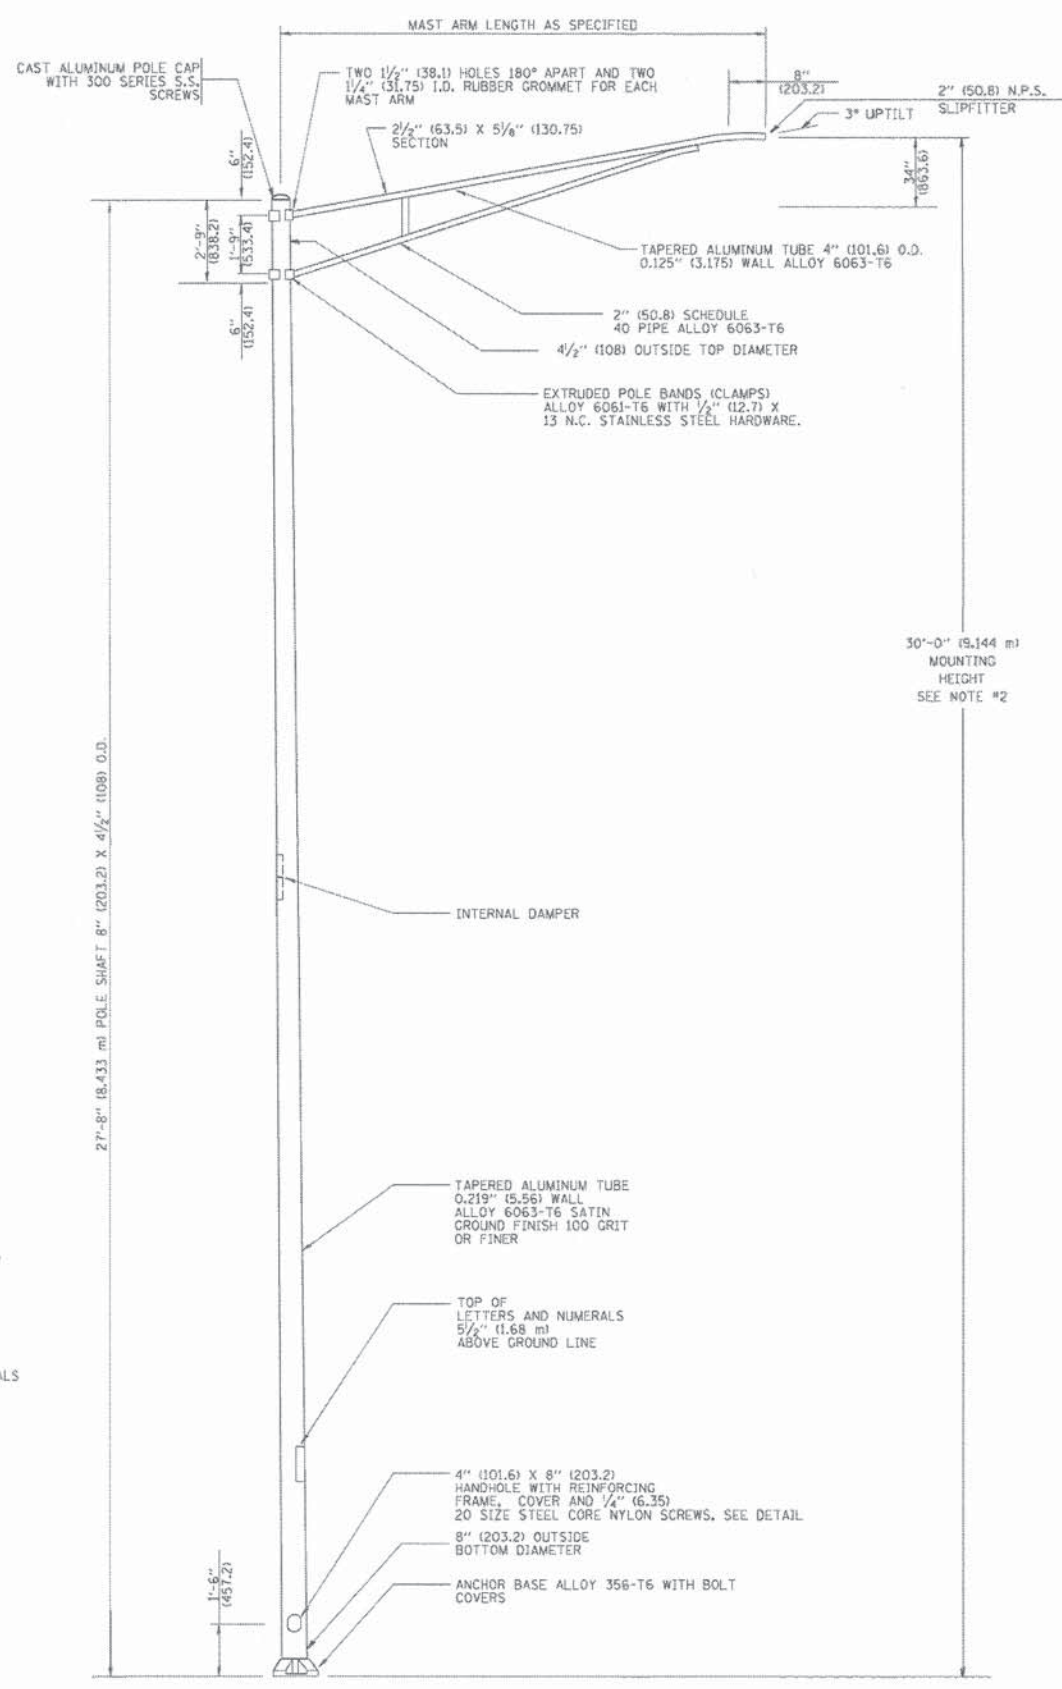 MAST ARM LENGTH AS SPECIFIED
CAST ALUMINUM POLE CAP
WITH 300 SERIES S.S.
SCREWS
TWO 1½" (38.1) HOLES 180° APART AND TWO
1¼" (31.75) I.D. RUBBER GROMMET FOR EACH
MAST ARM
8"
(203.2)
2" (50.8) N.P.S.
SLIPFITTER
3° UPTILT
2½" (63.5) X 5⅛" (130.75)
SECTION
6"
(152.4)
34"
(863.6)
2'-9"
(838.2)
1'-9"
(533.4)
TAPERED ALUMINUM TUBE 4" (101.6) O.D.
0.125" (3.175) WALL ALLOY 6063-T6
6"
(152.4)
2" (50.8) SCHEDULE
40 PIPE ALLOY 6063-T6
4½" (108) OUTSIDE TOP DIAMETER
EXTRUDED POLE BANDS (CLAMPS)
ALLOY 6061-T6 WITH ½" (12.7) X
13 N.C. STAINLESS STEEL HARDWARE.
30'-0" (9.144 m)
MOUNTING
HEIGHT
SEE NOTE #2
27'-8" (8.433 m) POLE SHAFT 8" (203.2) X 4½" (108) O.D.
INTERNAL DAMPER
TAPERED ALUMINUM TUBE
0.219" (5.56) WALL
ALLOY 6063-T6 SATIN
GROUND FINISH 100 GRIT
OR FINER
TOP OF
LETTERS AND NUMERALS
5½" (1.68 m)
ABOVE GROUND LINE
ALS
4" (101.6) X 8" (203.2)
HANDHOLE WITH REINFORCING
FRAME, COVER AND ¼" (6.35)
20 SIZE STEEL CORE NYLON SCREWS. SEE DETAIL
8" (203.2) OUTSIDE
BOTTOM DIAMETER
1'-6"
(457.2)
ANCHOR BASE ALLOY 356-T6 WITH BOLT
COVERS